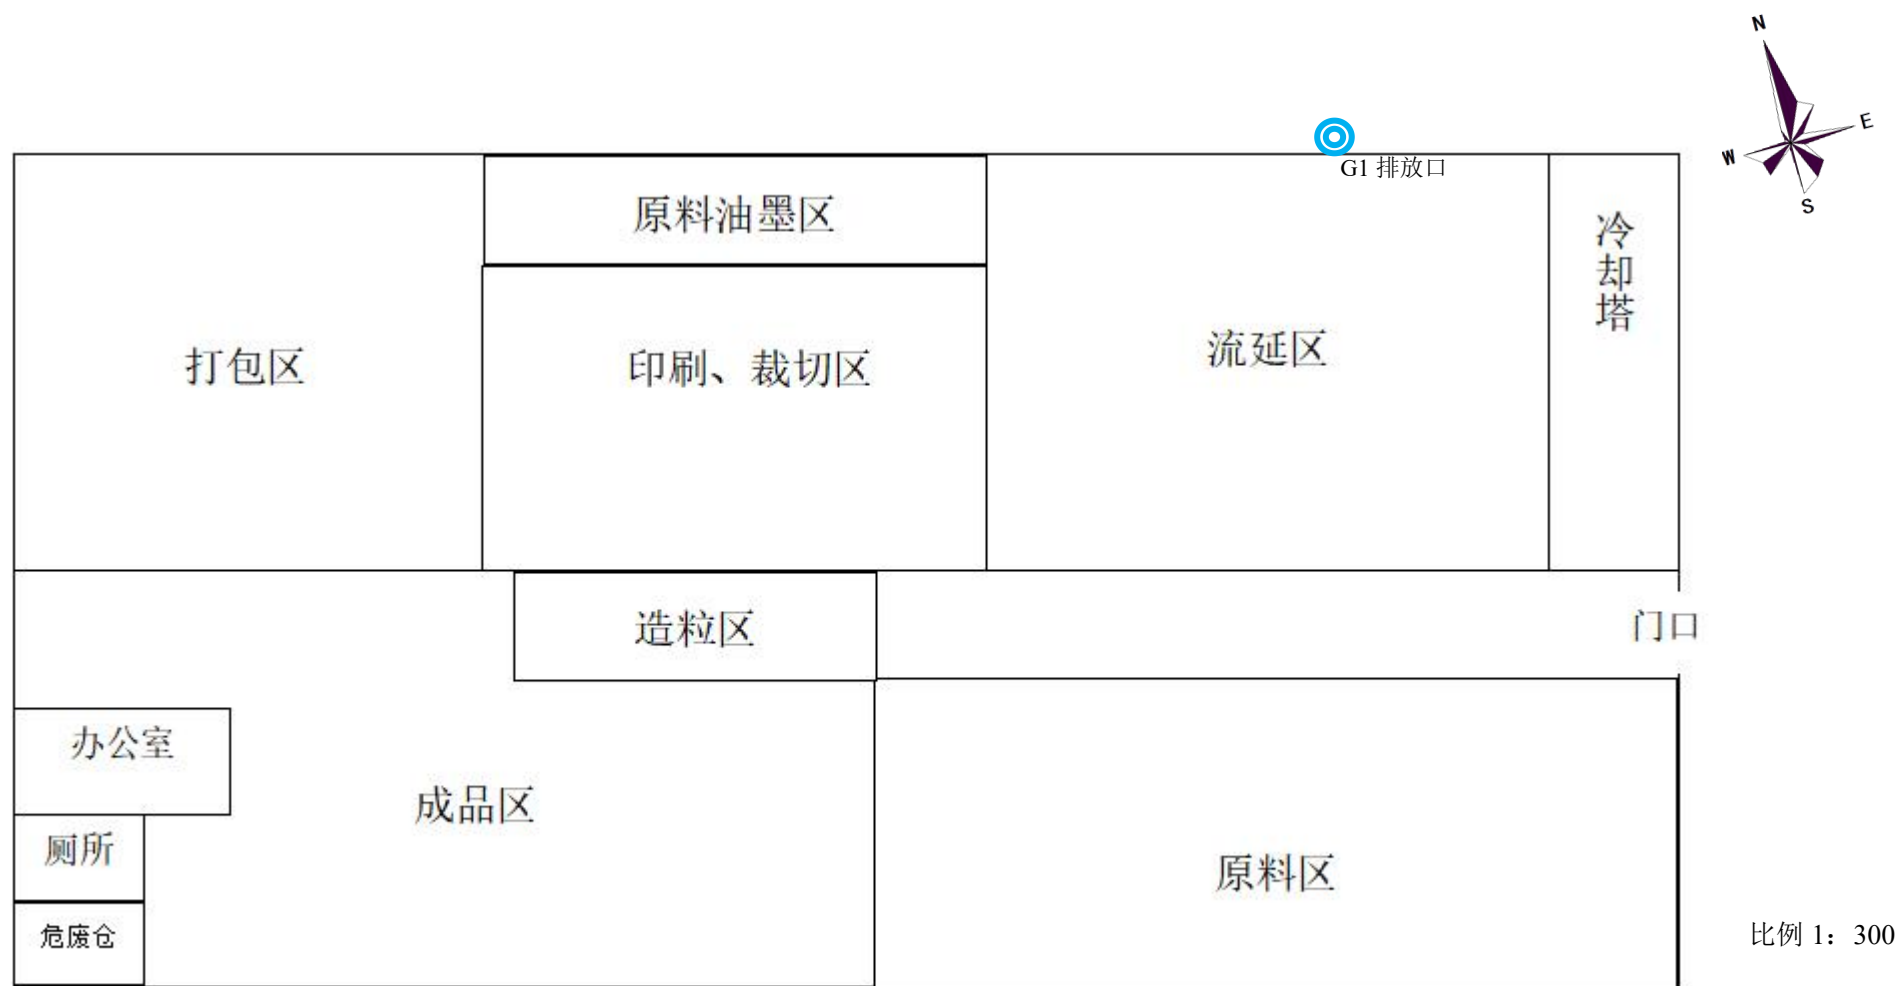 N
E
W
S
G1 排放口
原料油墨区
冷却塔
打包区
印刷、裁切区
流延区
造粒区
门口
办公室
成品区
厕所
原料区
危废仓
比例 1：300